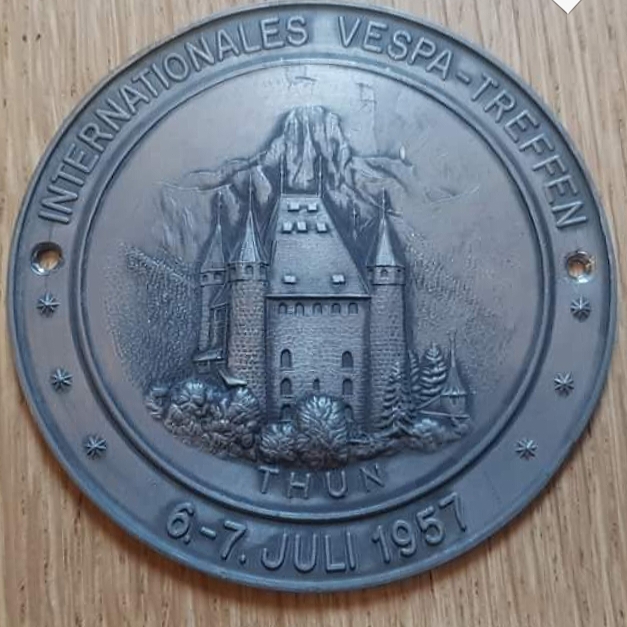 INTERNATIONALES VESPA-TREFFEN
THUN
6.-7. JULI 1957